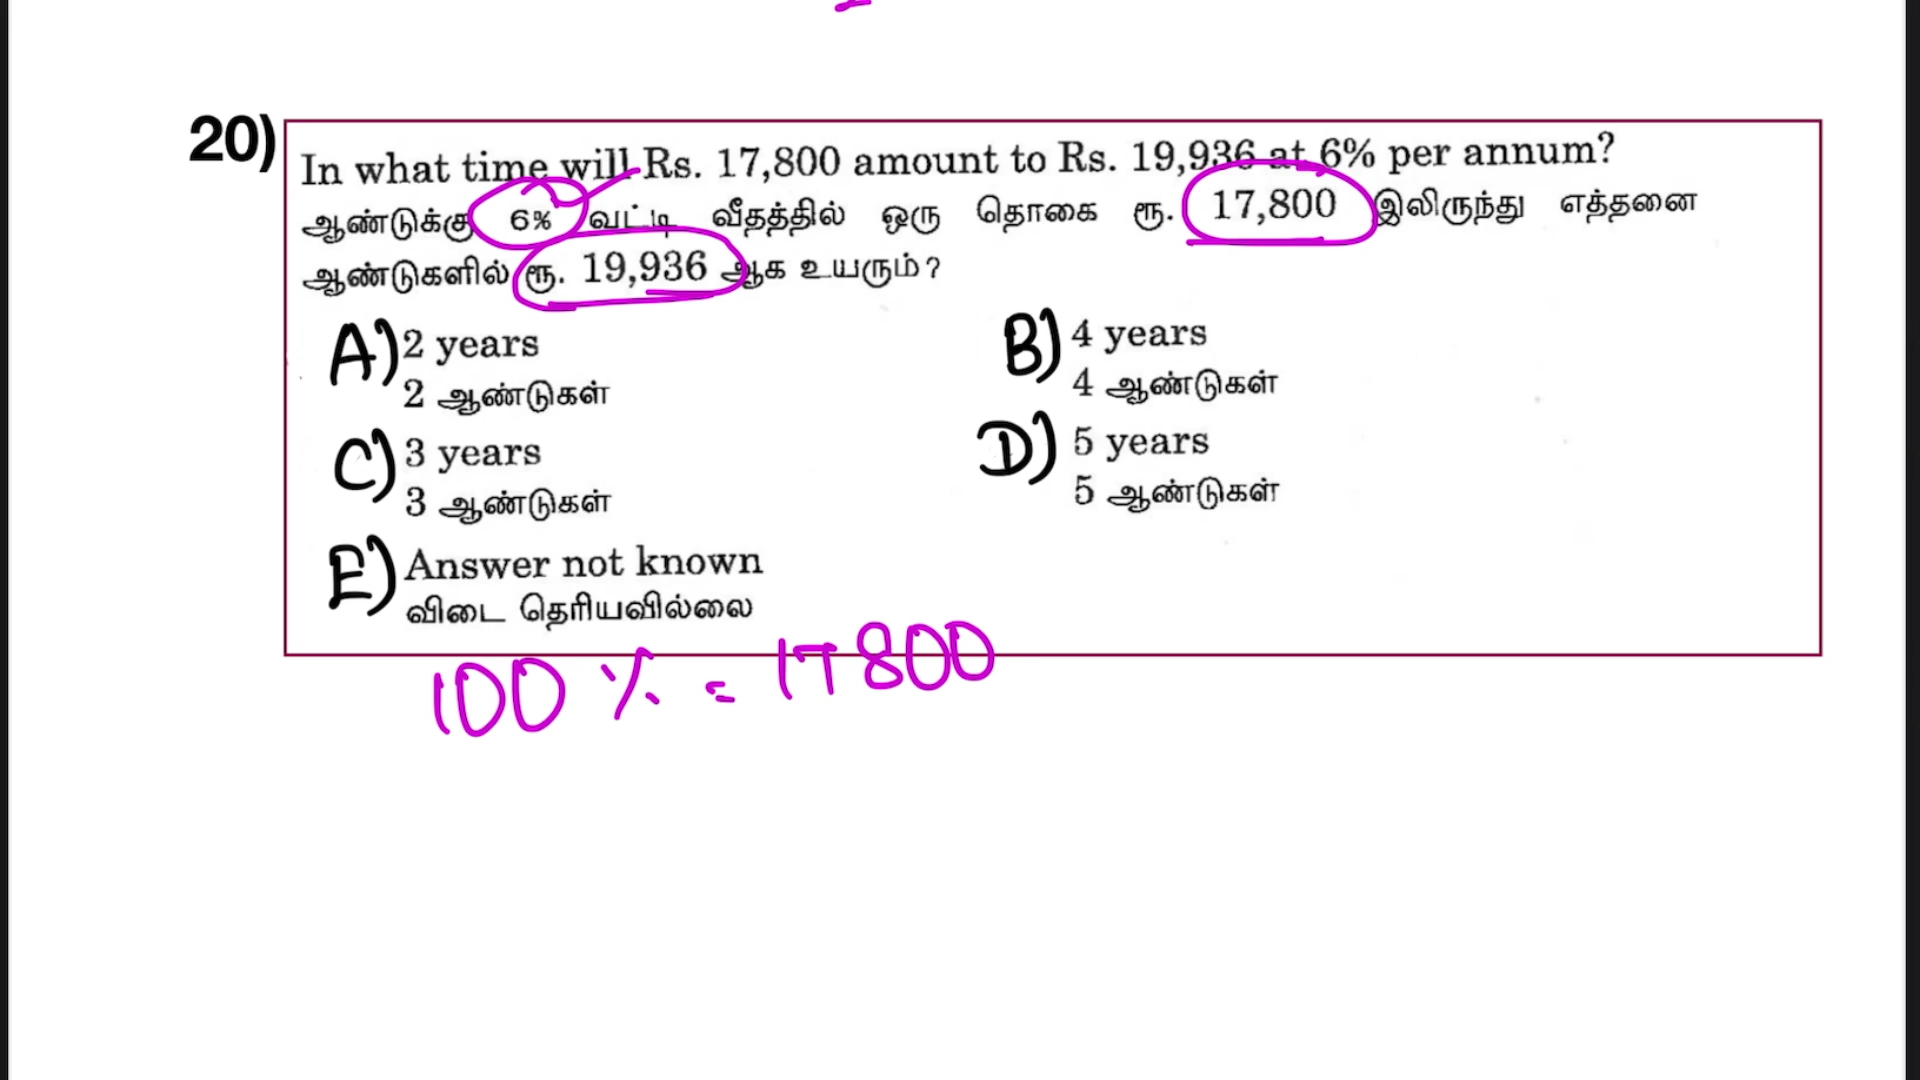 20)
In what time will Rs. 17,800 amount to Rs. 19,936 at 6% per annum?
ஆண்டுக்கு 6% வட்டி வீதத்தில் ஒரு தொகை ரூ. 17,800 இலிருந்து எத்தனை
ஆண்டுகளில் ரூ. 19,936 ஆக உயரும்?
A) 2 years
2 ஆண்டுகள்
B) 4 years
4 ஆண்டுகள்
C) 3 years
3 ஆண்டுகள்
D) 5 years
5 ஆண்டுகள்
E) Answer not known
விடை தெரியவில்லை
100 % = 17800